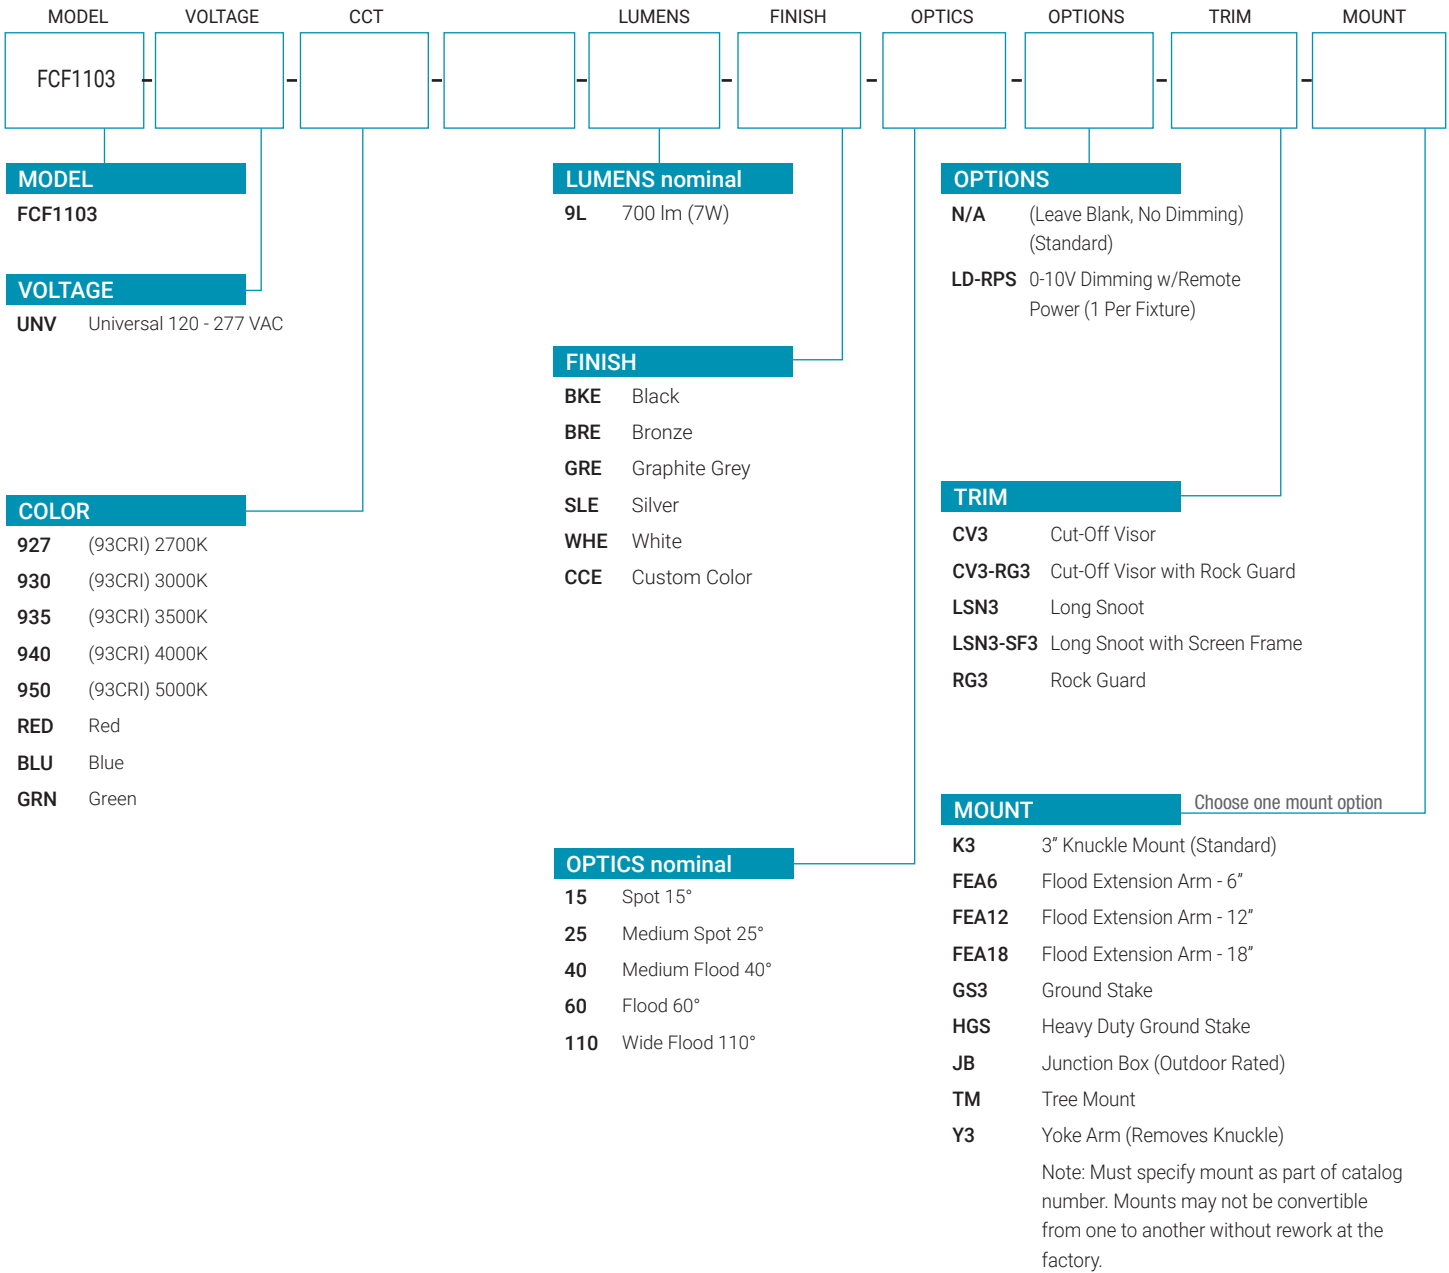 MODEL VOLTAGE CCT LUMENS FINISH OPTICS OPTIONS TRIM MOUNT
FCF1103 - - - - - - - - -
MODEL
FCF1103
VOLTAGE
UNV Universal 120 - 277 VAC
COLOR
927 (93CRI) 2700K
930 (93CRI) 3000K
935 (93CRI) 3500K
940 (93CRI) 4000K
950 (93CRI) 5000K
RED Red
BLU Blue
GRN Green
LUMENS nominal
9L 700 lm (7W)
FINISH
BKE Black
BRE Bronze
GRE Graphite Grey
SLE Silver
WHE White
CCE Custom Color
OPTICS nominal
15 Spot 15°
25 Medium Spot 25°
40 Medium Flood 40°
60 Flood 60°
110 Wide Flood 110°
OPTIONS
N/A (Leave Blank, No Dimming)
(Standard)
LD-RPS 0-10V Dimming w/Remote
Power (1 Per Fixture)
TRIM
CV3 Cut-Off Visor
CV3-RG3 Cut-Off Visor with Rock Guard
LSN3 Long Snoot
LSN3-SF3 Long Snoot with Screen Frame
RG3 Rock Guard
MOUNT Choose one mount option
K3 3” Knuckle Mount (Standard)
FEA6 Flood Extension Arm - 6”
FEA12 Flood Extension Arm - 12”
FEA18 Flood Extension Arm - 18”
GS3 Ground Stake
HGS Heavy Duty Ground Stake
JB Junction Box (Outdoor Rated)
TM Tree Mount
Y3 Yoke Arm (Removes Knuckle)
Note: Must specify mount as part of catalog
number. Mounts may not be convertible
from one to another without rework at the
factory.